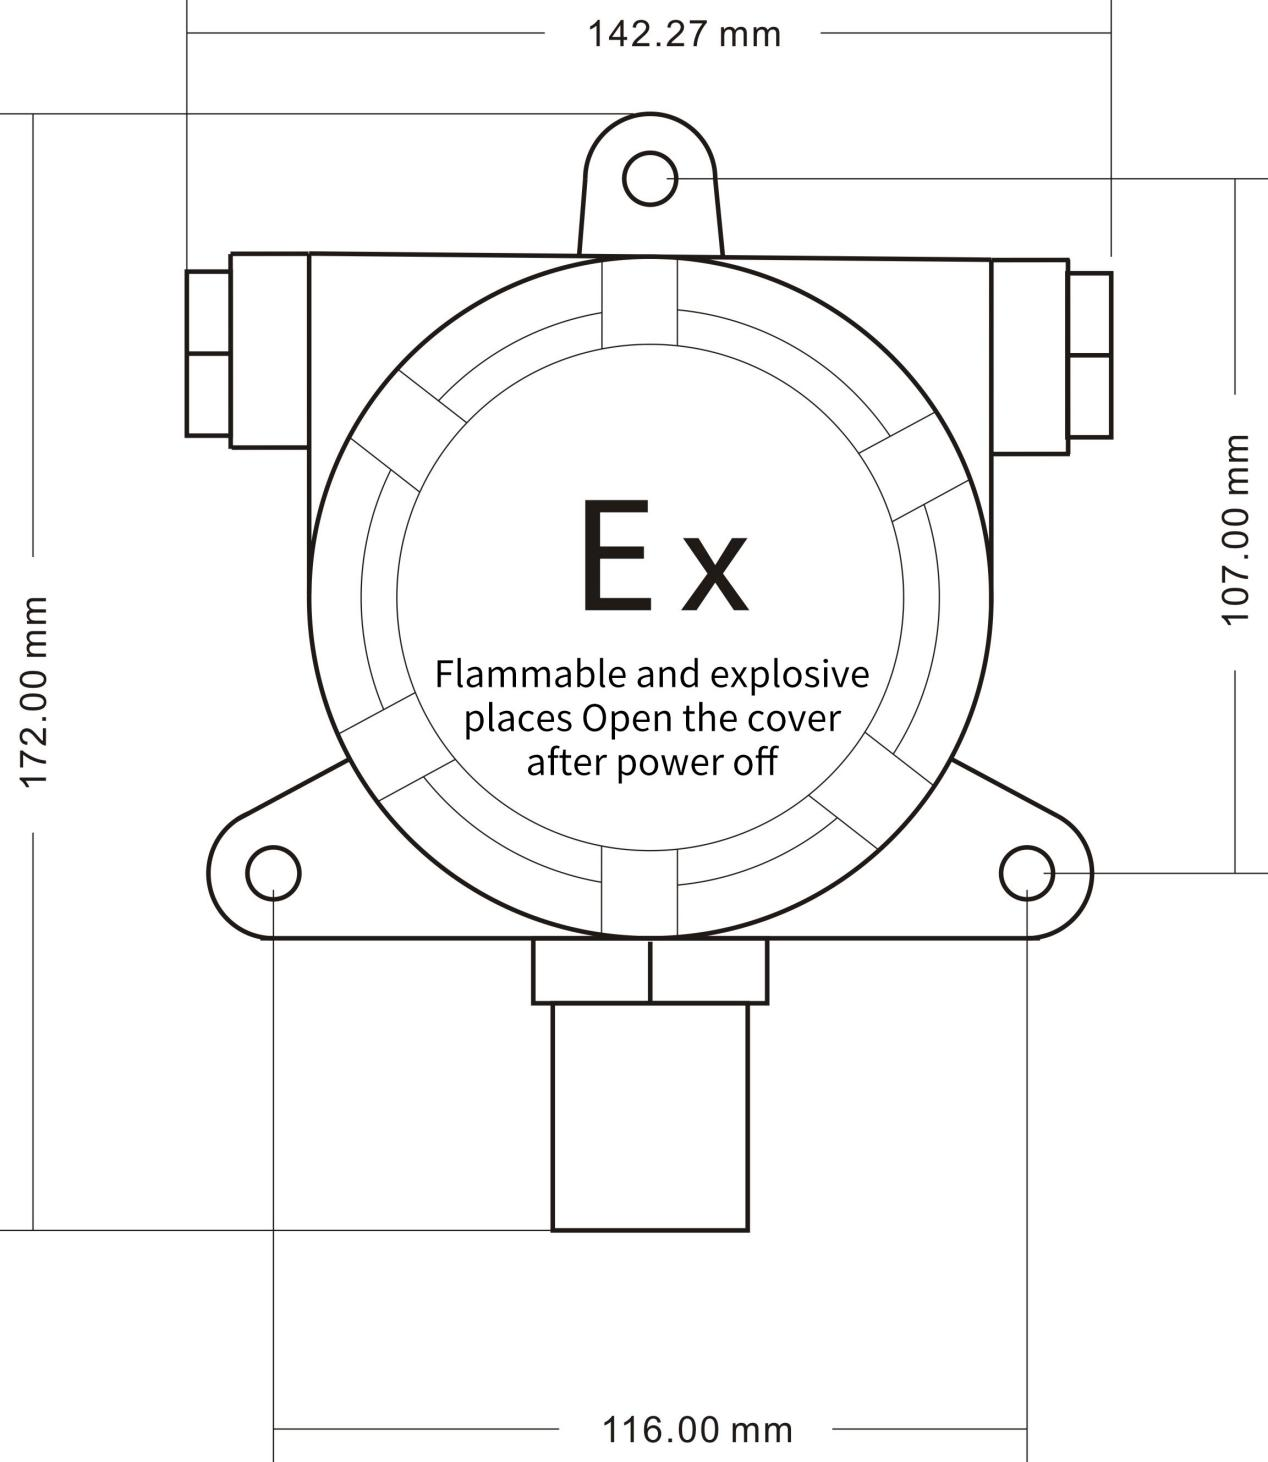 142.27 mm
Ex
107.00 mm
172.00 mm
Flammable and explosive
places Open the cover
after power off
116.00 mm